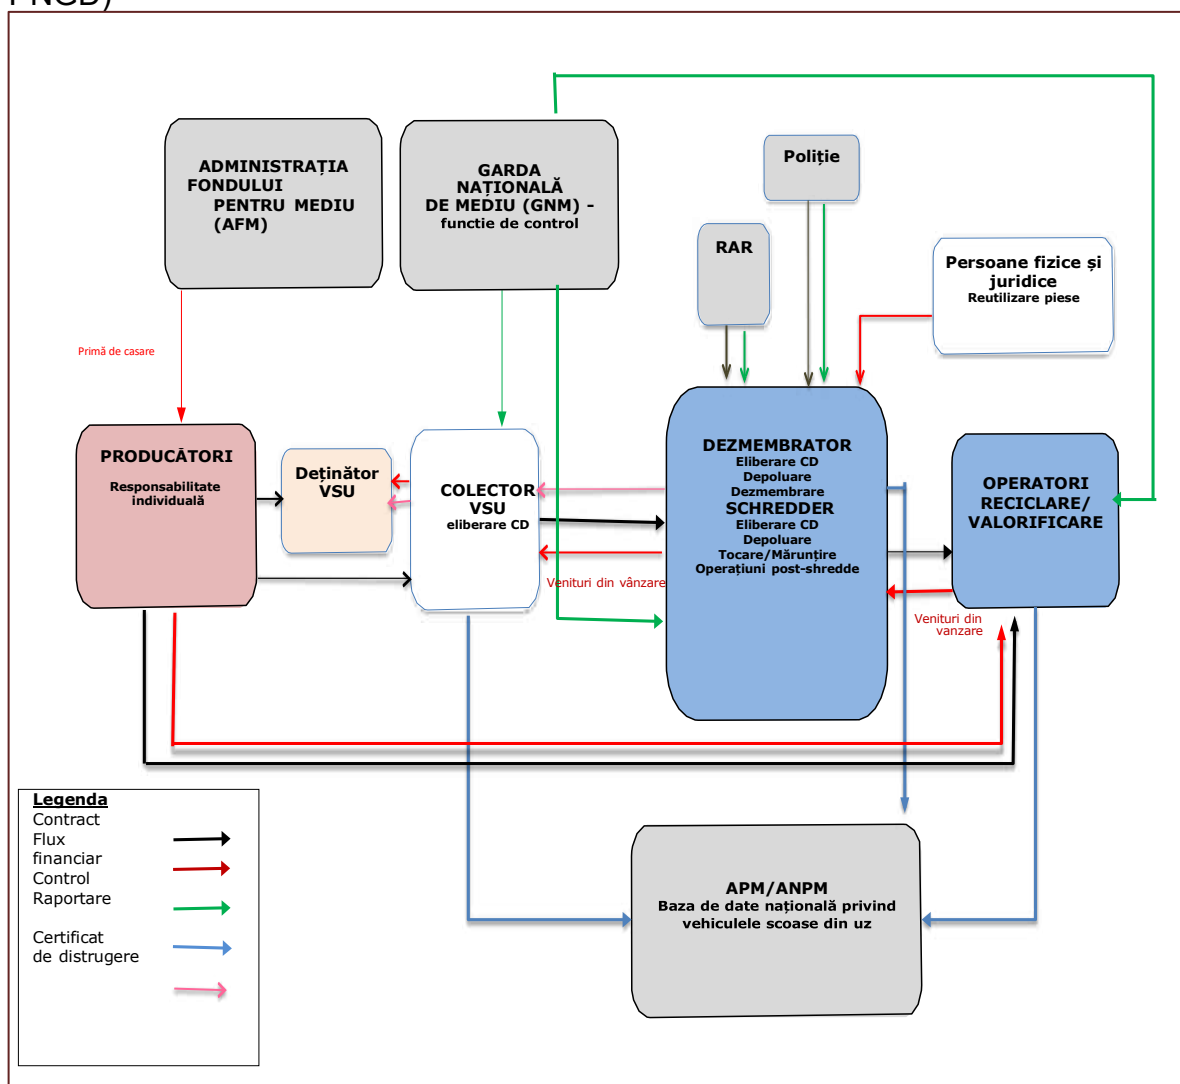 PNGD)
ADMINISTRAȚIA
FONDULUI
PENTRU MEDIU
(AFM)
GARDA
NAȚIONALĂ
DE MEDIU (GNM) -
functie de control
Poliție
RAR
Persoane fizice și
juridice
Reutilizare piese
Primă de casare
PRODUCĂTORI
Responsabilitate
individuală
Deținător
VSU
COLECTOR
VSU
eliberare CD
DEZMEMBRATOR
Eliberare CD
Depoluare
Dezmembrare
SCHREDDER
Eliberare CD
Depoluare
Tocare/Mărunțire
Operațiuni post-shredde
OPERATORI
RECICLARE/
VALORIFICARE
Venituri din vânzare
Venituri din
vanzare
Legenda
Contract
Flux
financiar
Control
Raportare
Certificat
de distrugere
APM/ANPM
Baza de date națională privind
vehiculele scoase din uz